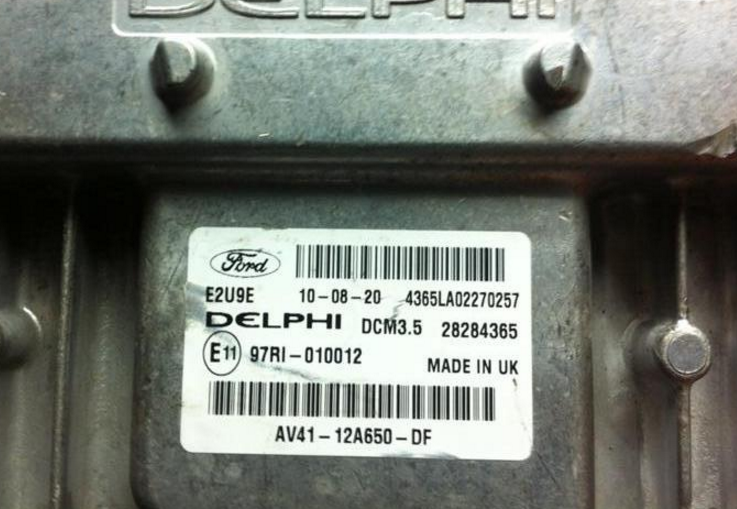 DELPHI
Ford
E2U9E 10-08-20 4365LA02270257
DELPHI DCM3.5 28284365
E11 97RI-010012 MADE IN UK
AV41-12A650-DF